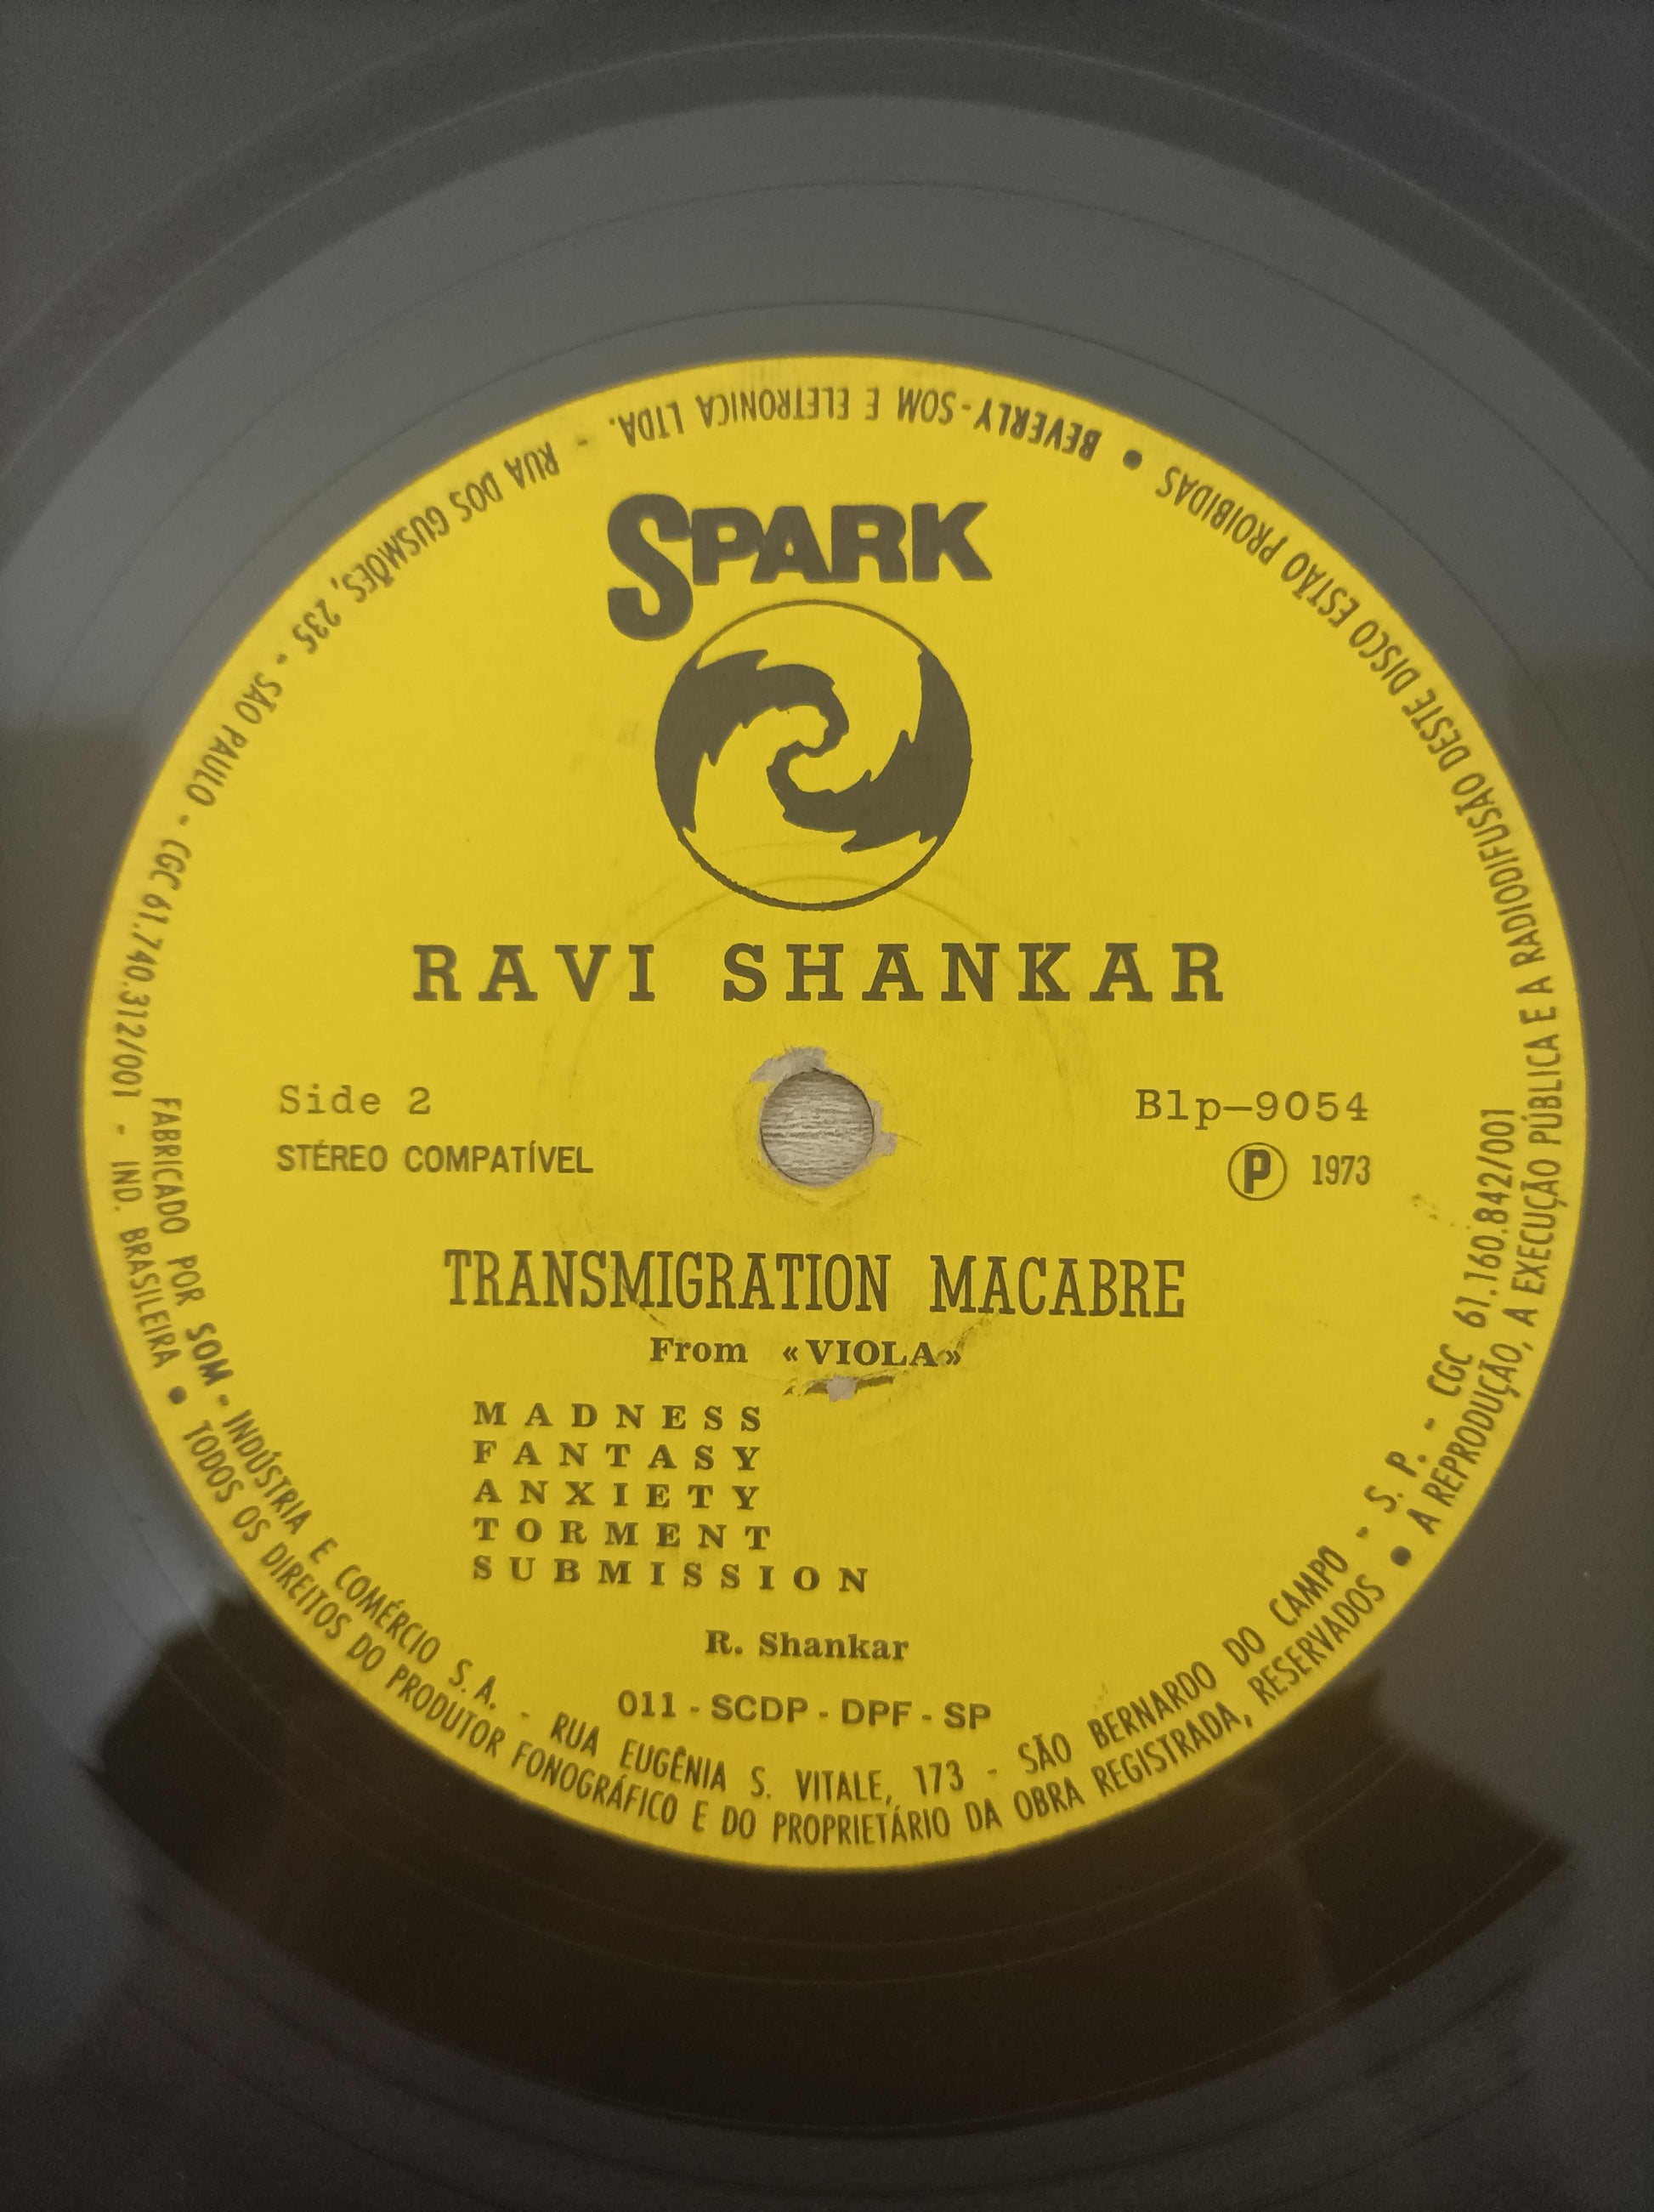 SPARK
RAVI SHANKAR
Side 2
STÉREO COMPATÍVEL
Blp-9054
Ⓟ 1973
TRANSMIGRATION MACABRE
From «VIOLA»
MADNESS
FANTASY
ANXIETY
TORMENT
SUBMISSION
R. Shankar
011 - SCDP - DPF - SP
FABRICADO POR SOM - INDÚSTRIA E COMÉRCIO S.A. - RUA EUGÊNIA S. VITALE, 173 - SÃO BERNARDO DO CAMPO - S. P. - CGC 61.160.842/001
BEVERLY - SOM E ELETRONICA LTDA. - RUA DOS GUSMÕES, 235 - SÃO PAULO - CGC 61.740.312/001 - IND. BRASILEIRA • TODOS OS DIREITOS DO PRODUTOR FONOGRÁFICO E DO PROPRIETÁRIO DA OBRA REGISTRADA, RESERVADOS • A REPRODUÇÃO, A EXECUÇÃO PÚBLICA E A RADIODIFUSÃO DESTE DISCO ESTÃO PROIBIDAS •